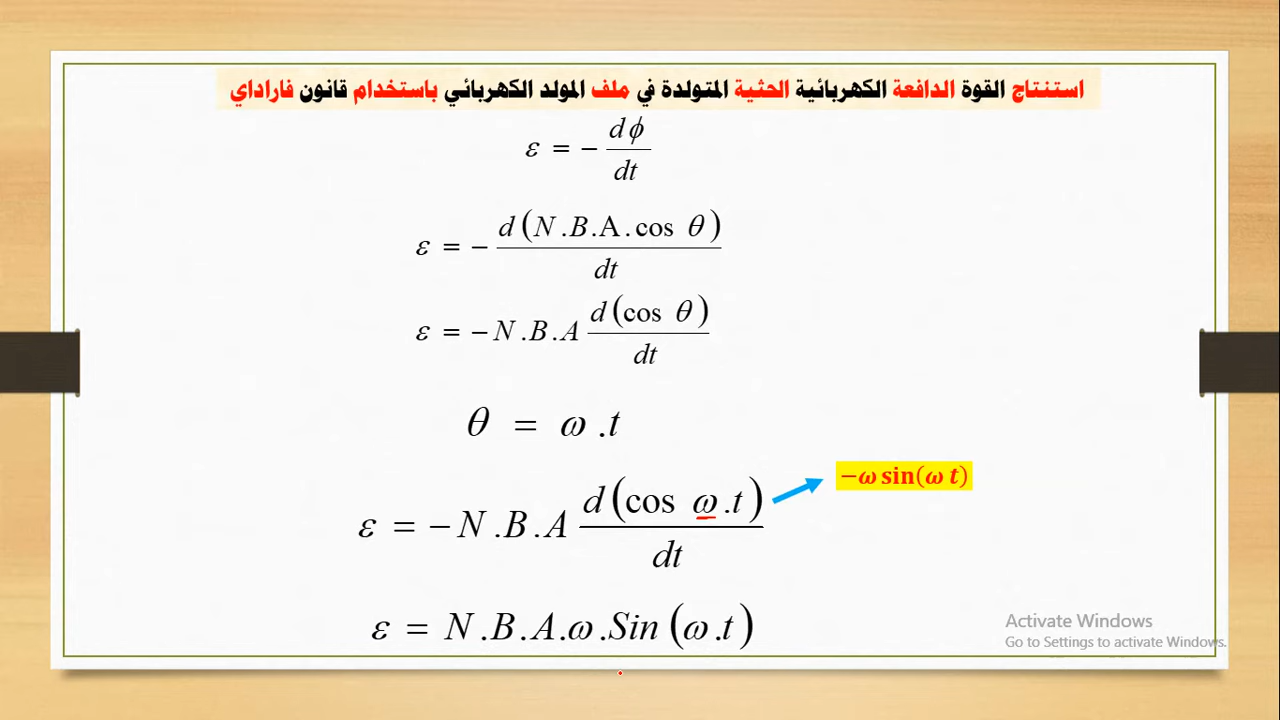 استنتاج القوة الدافعة الكهربائية الحثية المتولدة في ملف المولد الكهربائي باستخدام قانون فاراداي
ε = − dϕ/dt
ε = − d(N.B.A.cos θ)/dt
ε = −N.B.A d(cos θ)/dt
θ = ω.t
−ω sin(ω t)
ε = −N.B.A d(cos ω.t)/dt
ε = N.B.A.ω.Sin(ω.t)
Activate Windows
Go to Settings to activate Windows.